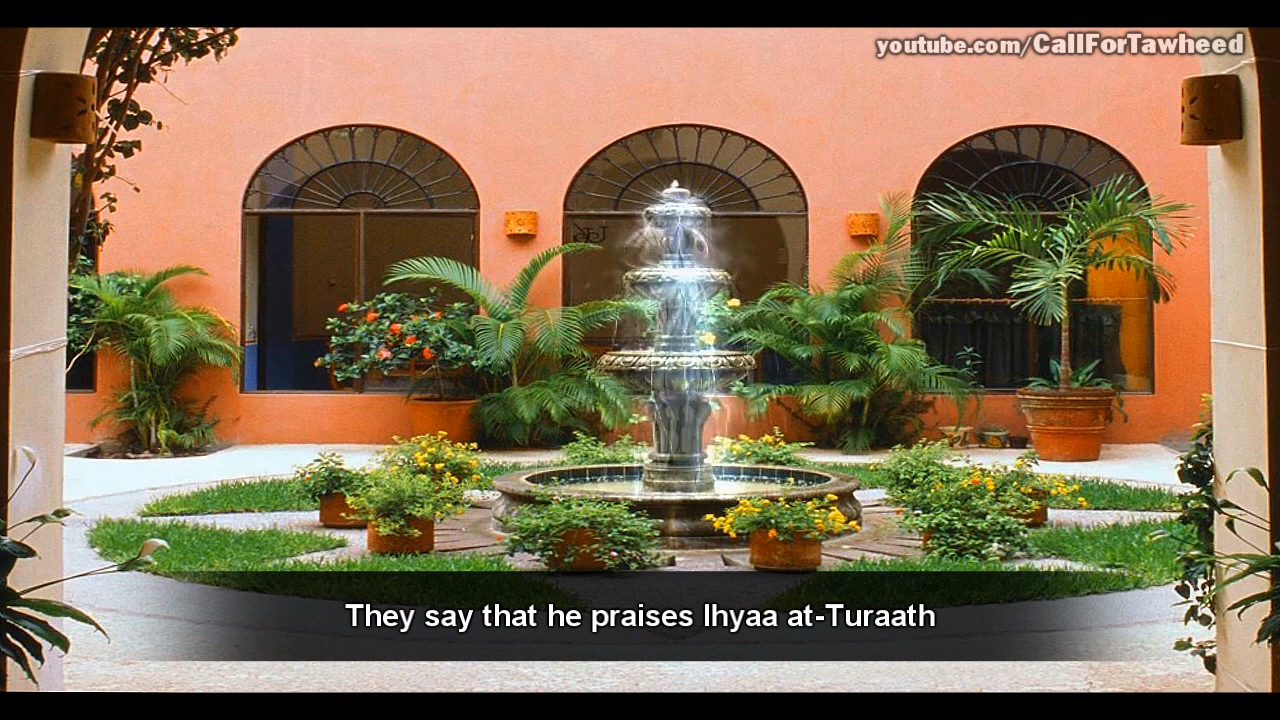 youtube.com/CallForTawheed
They say that he praises Ihyaa at-Turaath